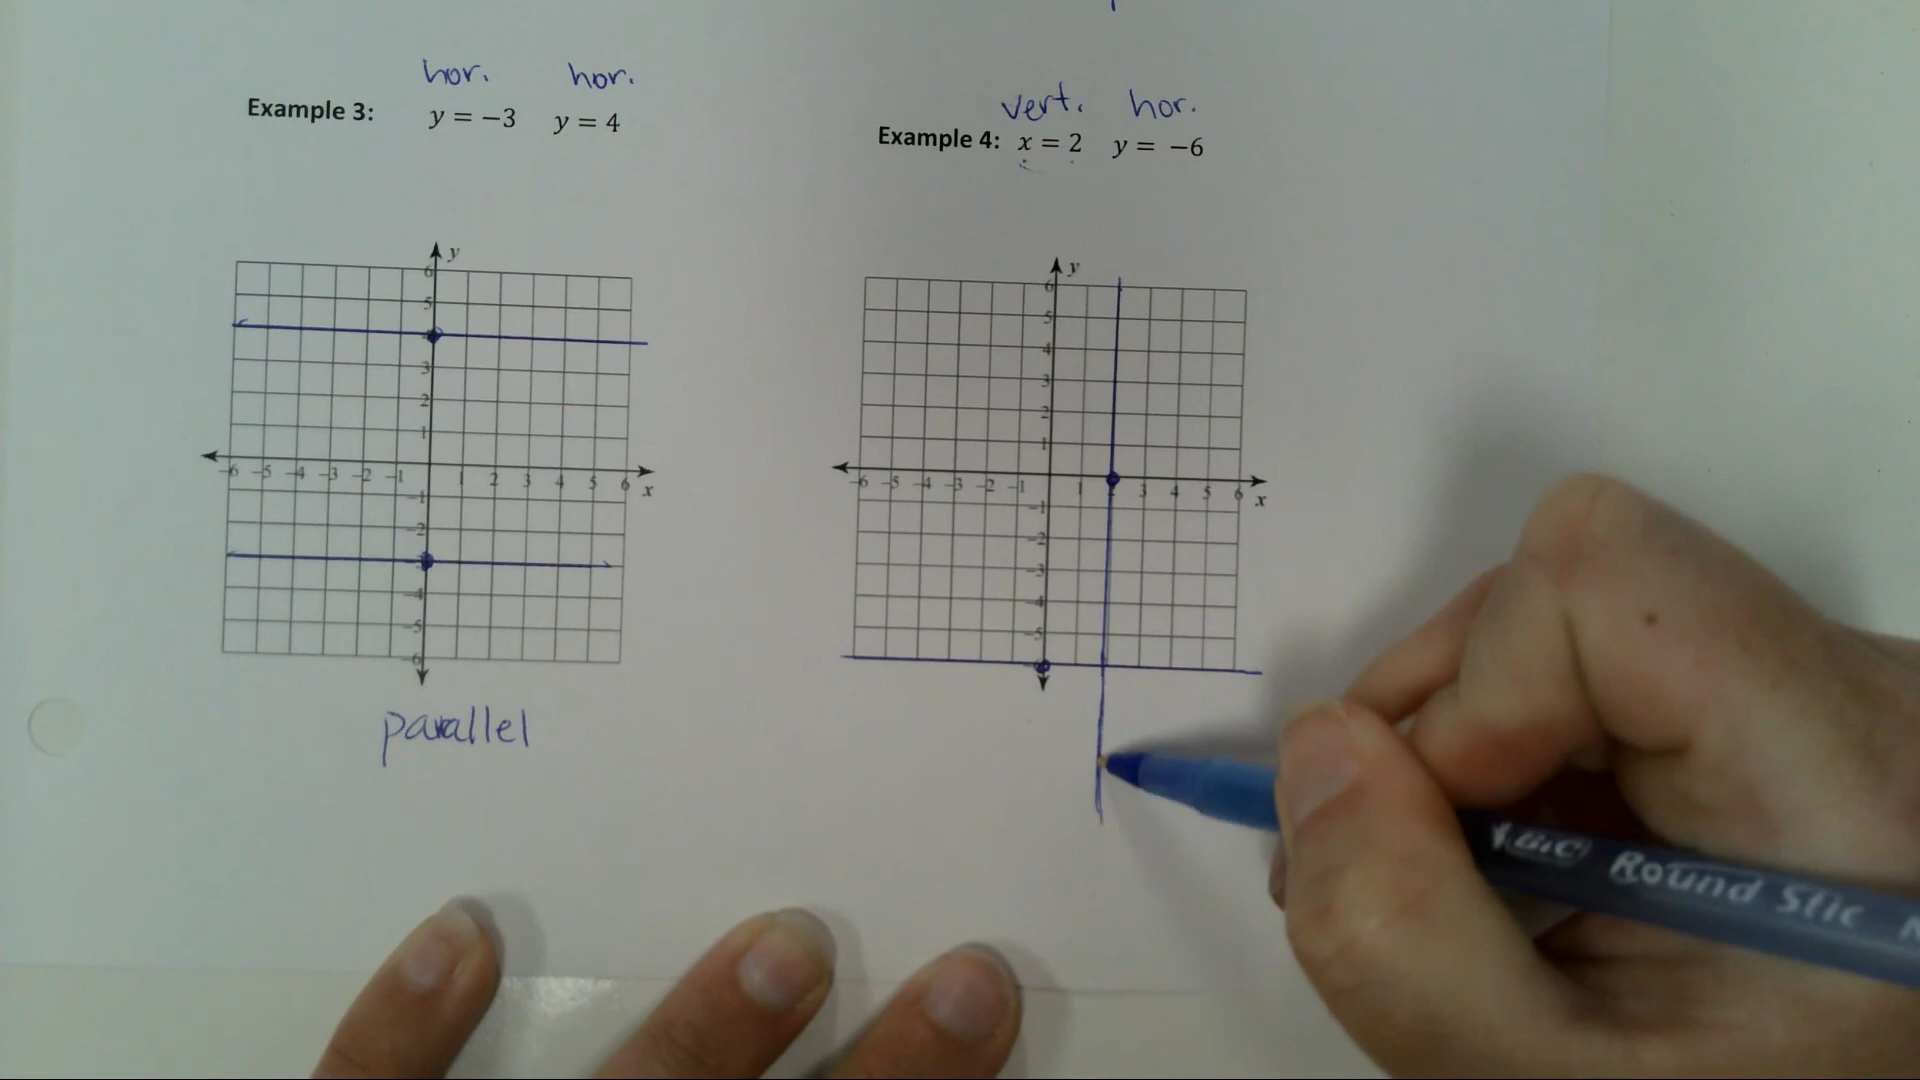 hor. hor.
Example 3: y = −3 y = 4
vert. hor.
Example 4: x = 2 y = −6
y
6
5
3
2
1
−6 −5 −4 −3 −2 −1 1 2 3 4 5 6
x
−1
−2
−4
−5
−6
parallel
y
6
5
4
3
2
1
−6 −5 −4 −3 −2 −1 1 3 4 5 6
x
−1
−2
−3
−4
−5
BIC Round Stic